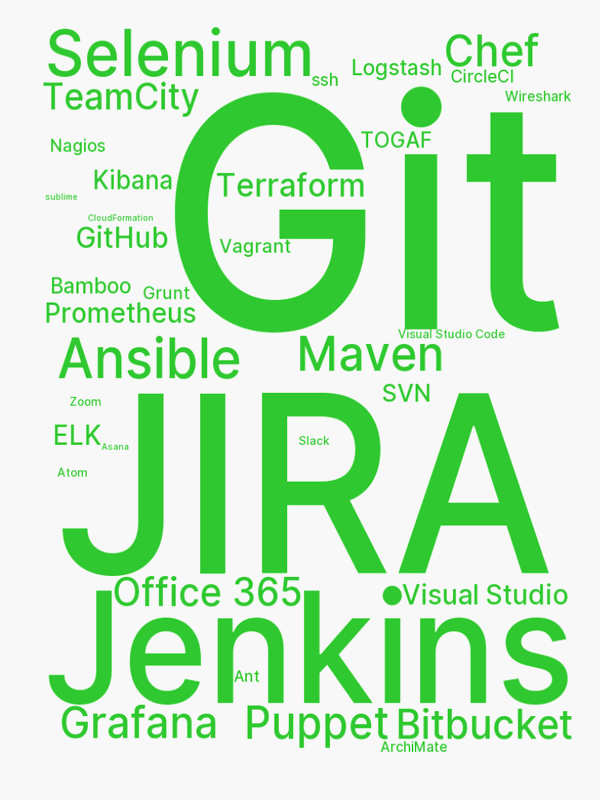 Selenium
ssh
Logstash
Chef
CircleCI
TeamCity
Wireshark
Git
TOGAF
Nagios
Kibana
Terraform
sublime
CloudFormation
GitHub
Vagrant
Bamboo
Grunt
Prometheus
Visual Studio Code
Ansible
Maven
SVN
JIRA
Zoom
ELK
Asana
Slack
Atom
Office 365
Visual Studio
Jenkins
Ant
Grafana
Puppet
Bitbucket
ArchiMate